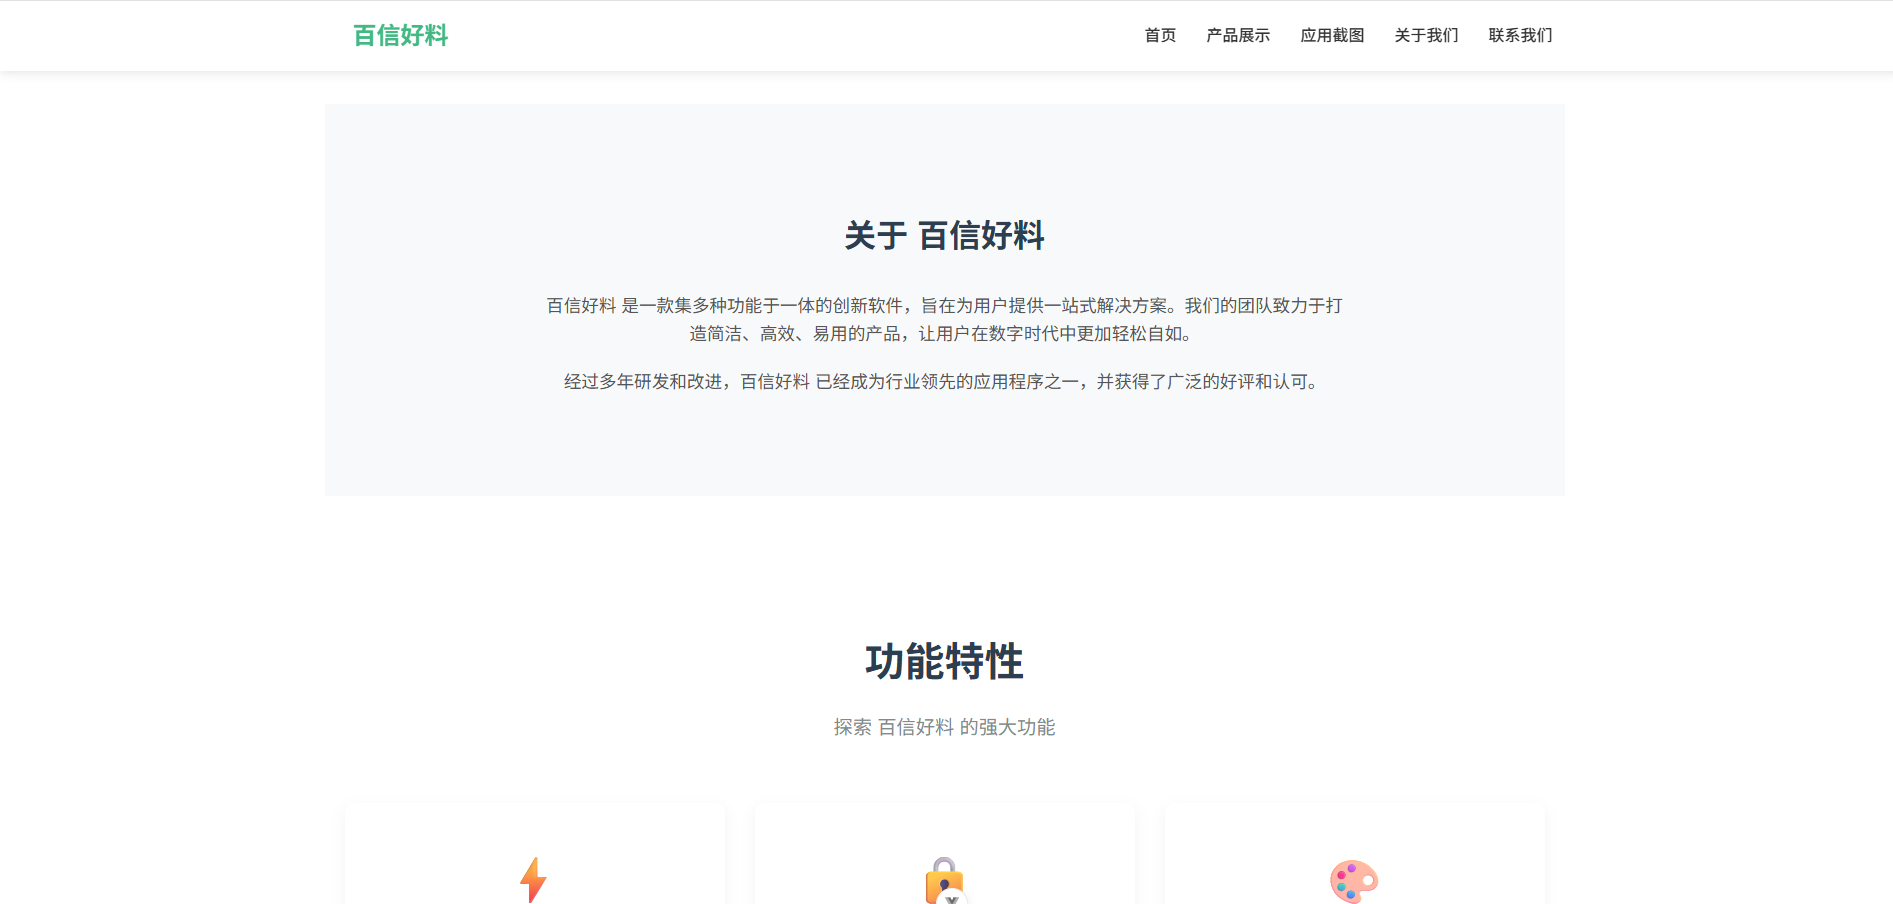 百信好料
首页 产品展示 应用截图 关于我们 联系我们
关于 百信好料
百信好料 是一款集多种功能于一体的创新软件，旨在为用户提供一站式解决方案。我们的团队致力于打
造简洁、高效、易用的产品，让用户在数字时代中更加轻松自如。
经过多年研发和改进，百信好料 已经成为行业领先的应用程序之一，并获得了广泛的好评和认可。
功能特性
探索 百信好料 的强大功能